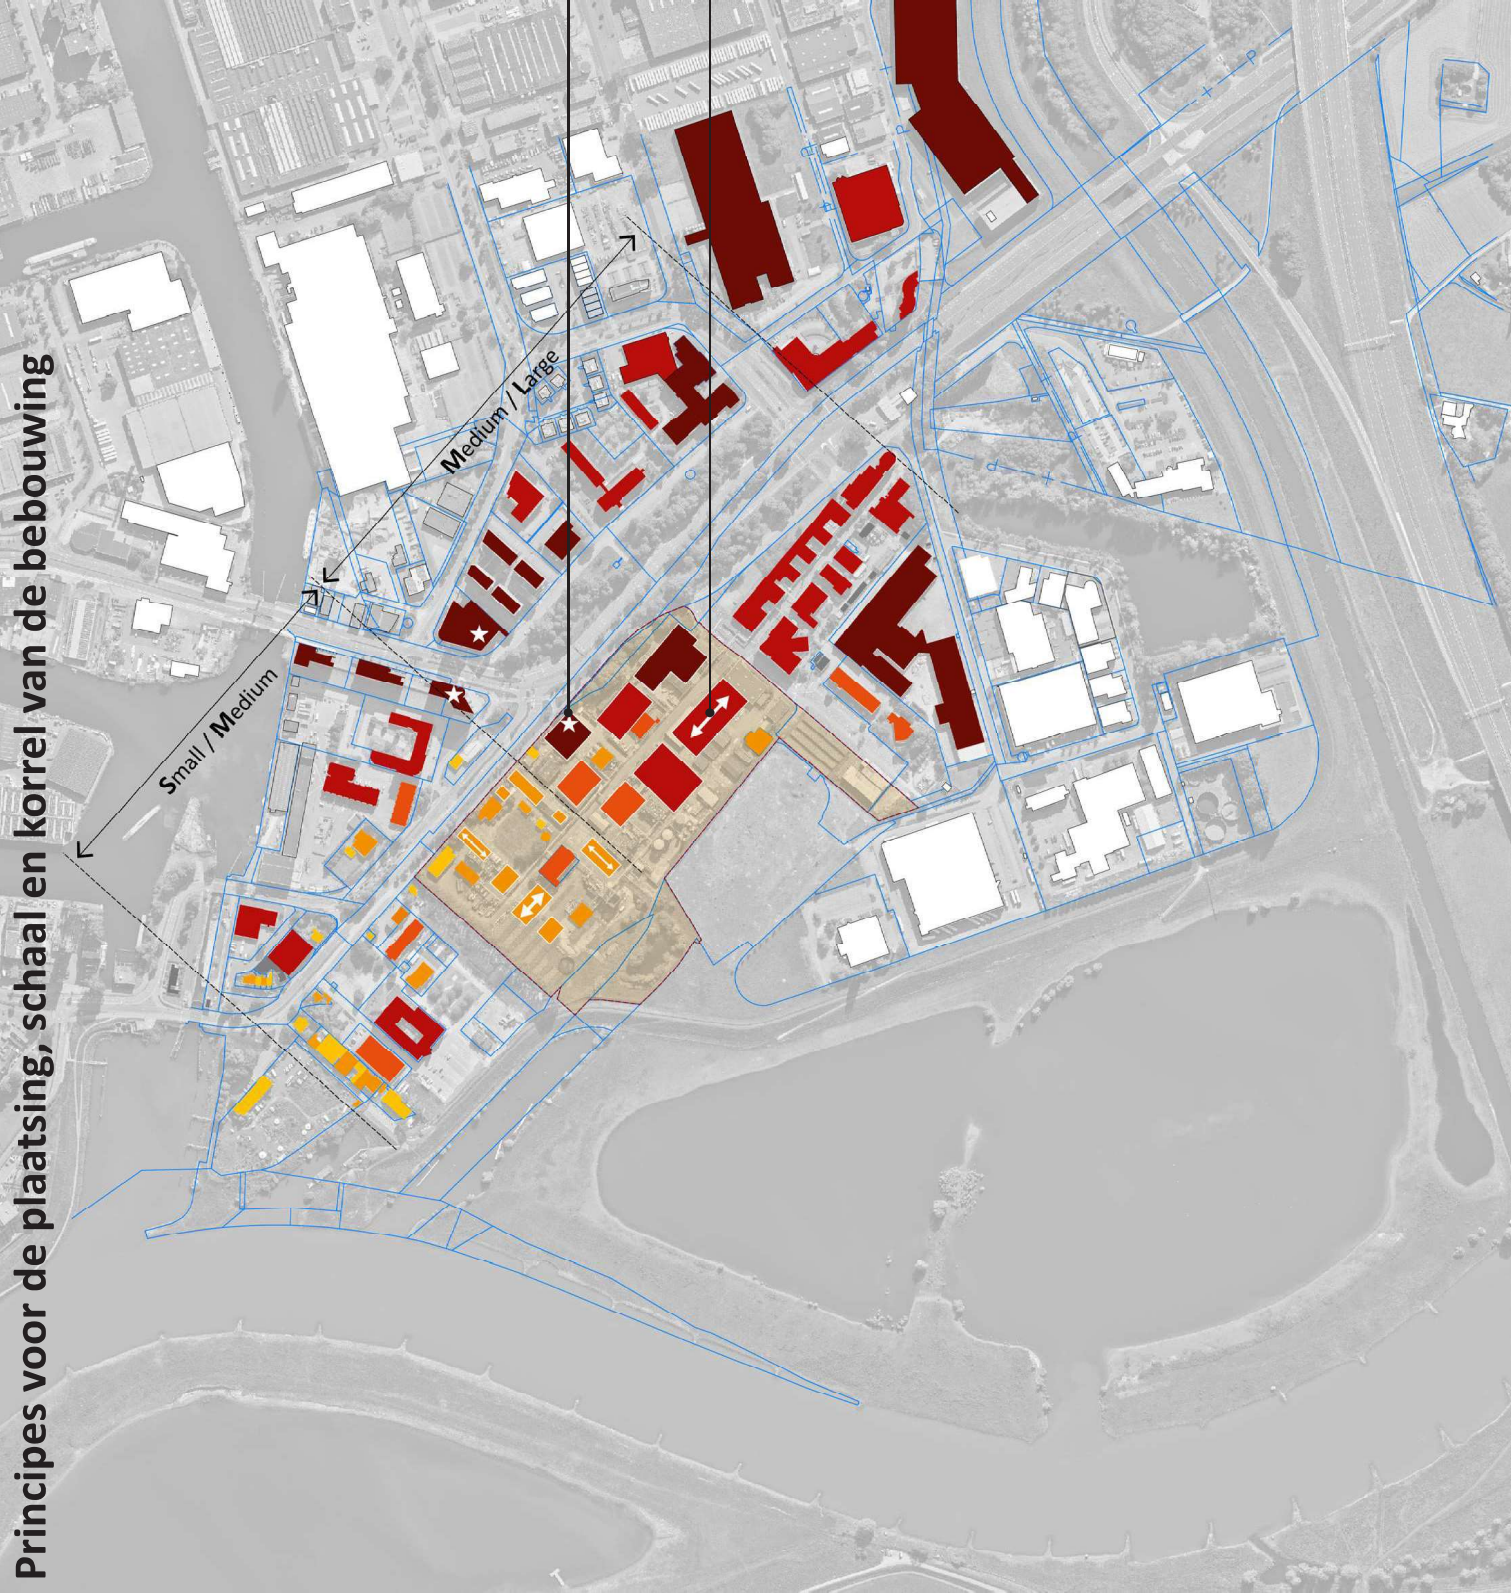 Principes voor de plaatsing, schaal en korrel van de bebouwing
Small / Medium
Medium / Large